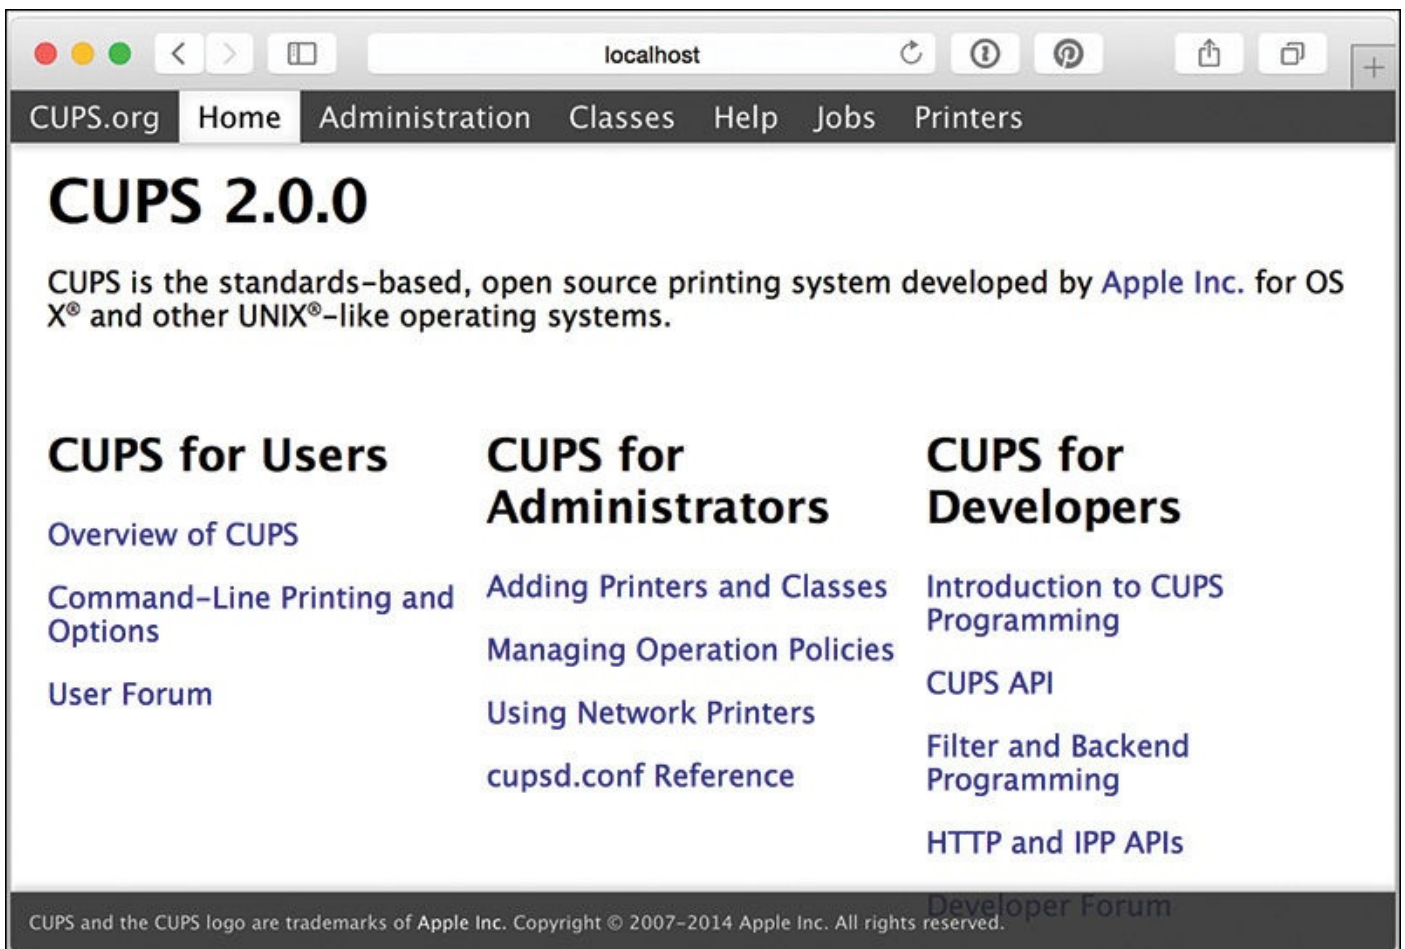 localhost
CUPS.org Home Administration Classes Help Jobs Printers
CUPS 2.0.0
CUPS is the standards-based, open source printing system developed by Apple Inc. for OS
X® and other UNIX®-like operating systems.
CUPS for Users
Overview of CUPS
Command-Line Printing and
Options
User Forum
CUPS for
Administrators
Adding Printers and Classes
Managing Operation Policies
Using Network Printers
cupsd.conf Reference
CUPS for
Developers
Introduction to CUPS
Programming
CUPS API
Filter and Backend
Programming
HTTP and IPP APIs
Developer Forum
CUPS and the CUPS logo are trademarks of Apple Inc. Copyright © 2007-2014 Apple Inc. All rights reserved.